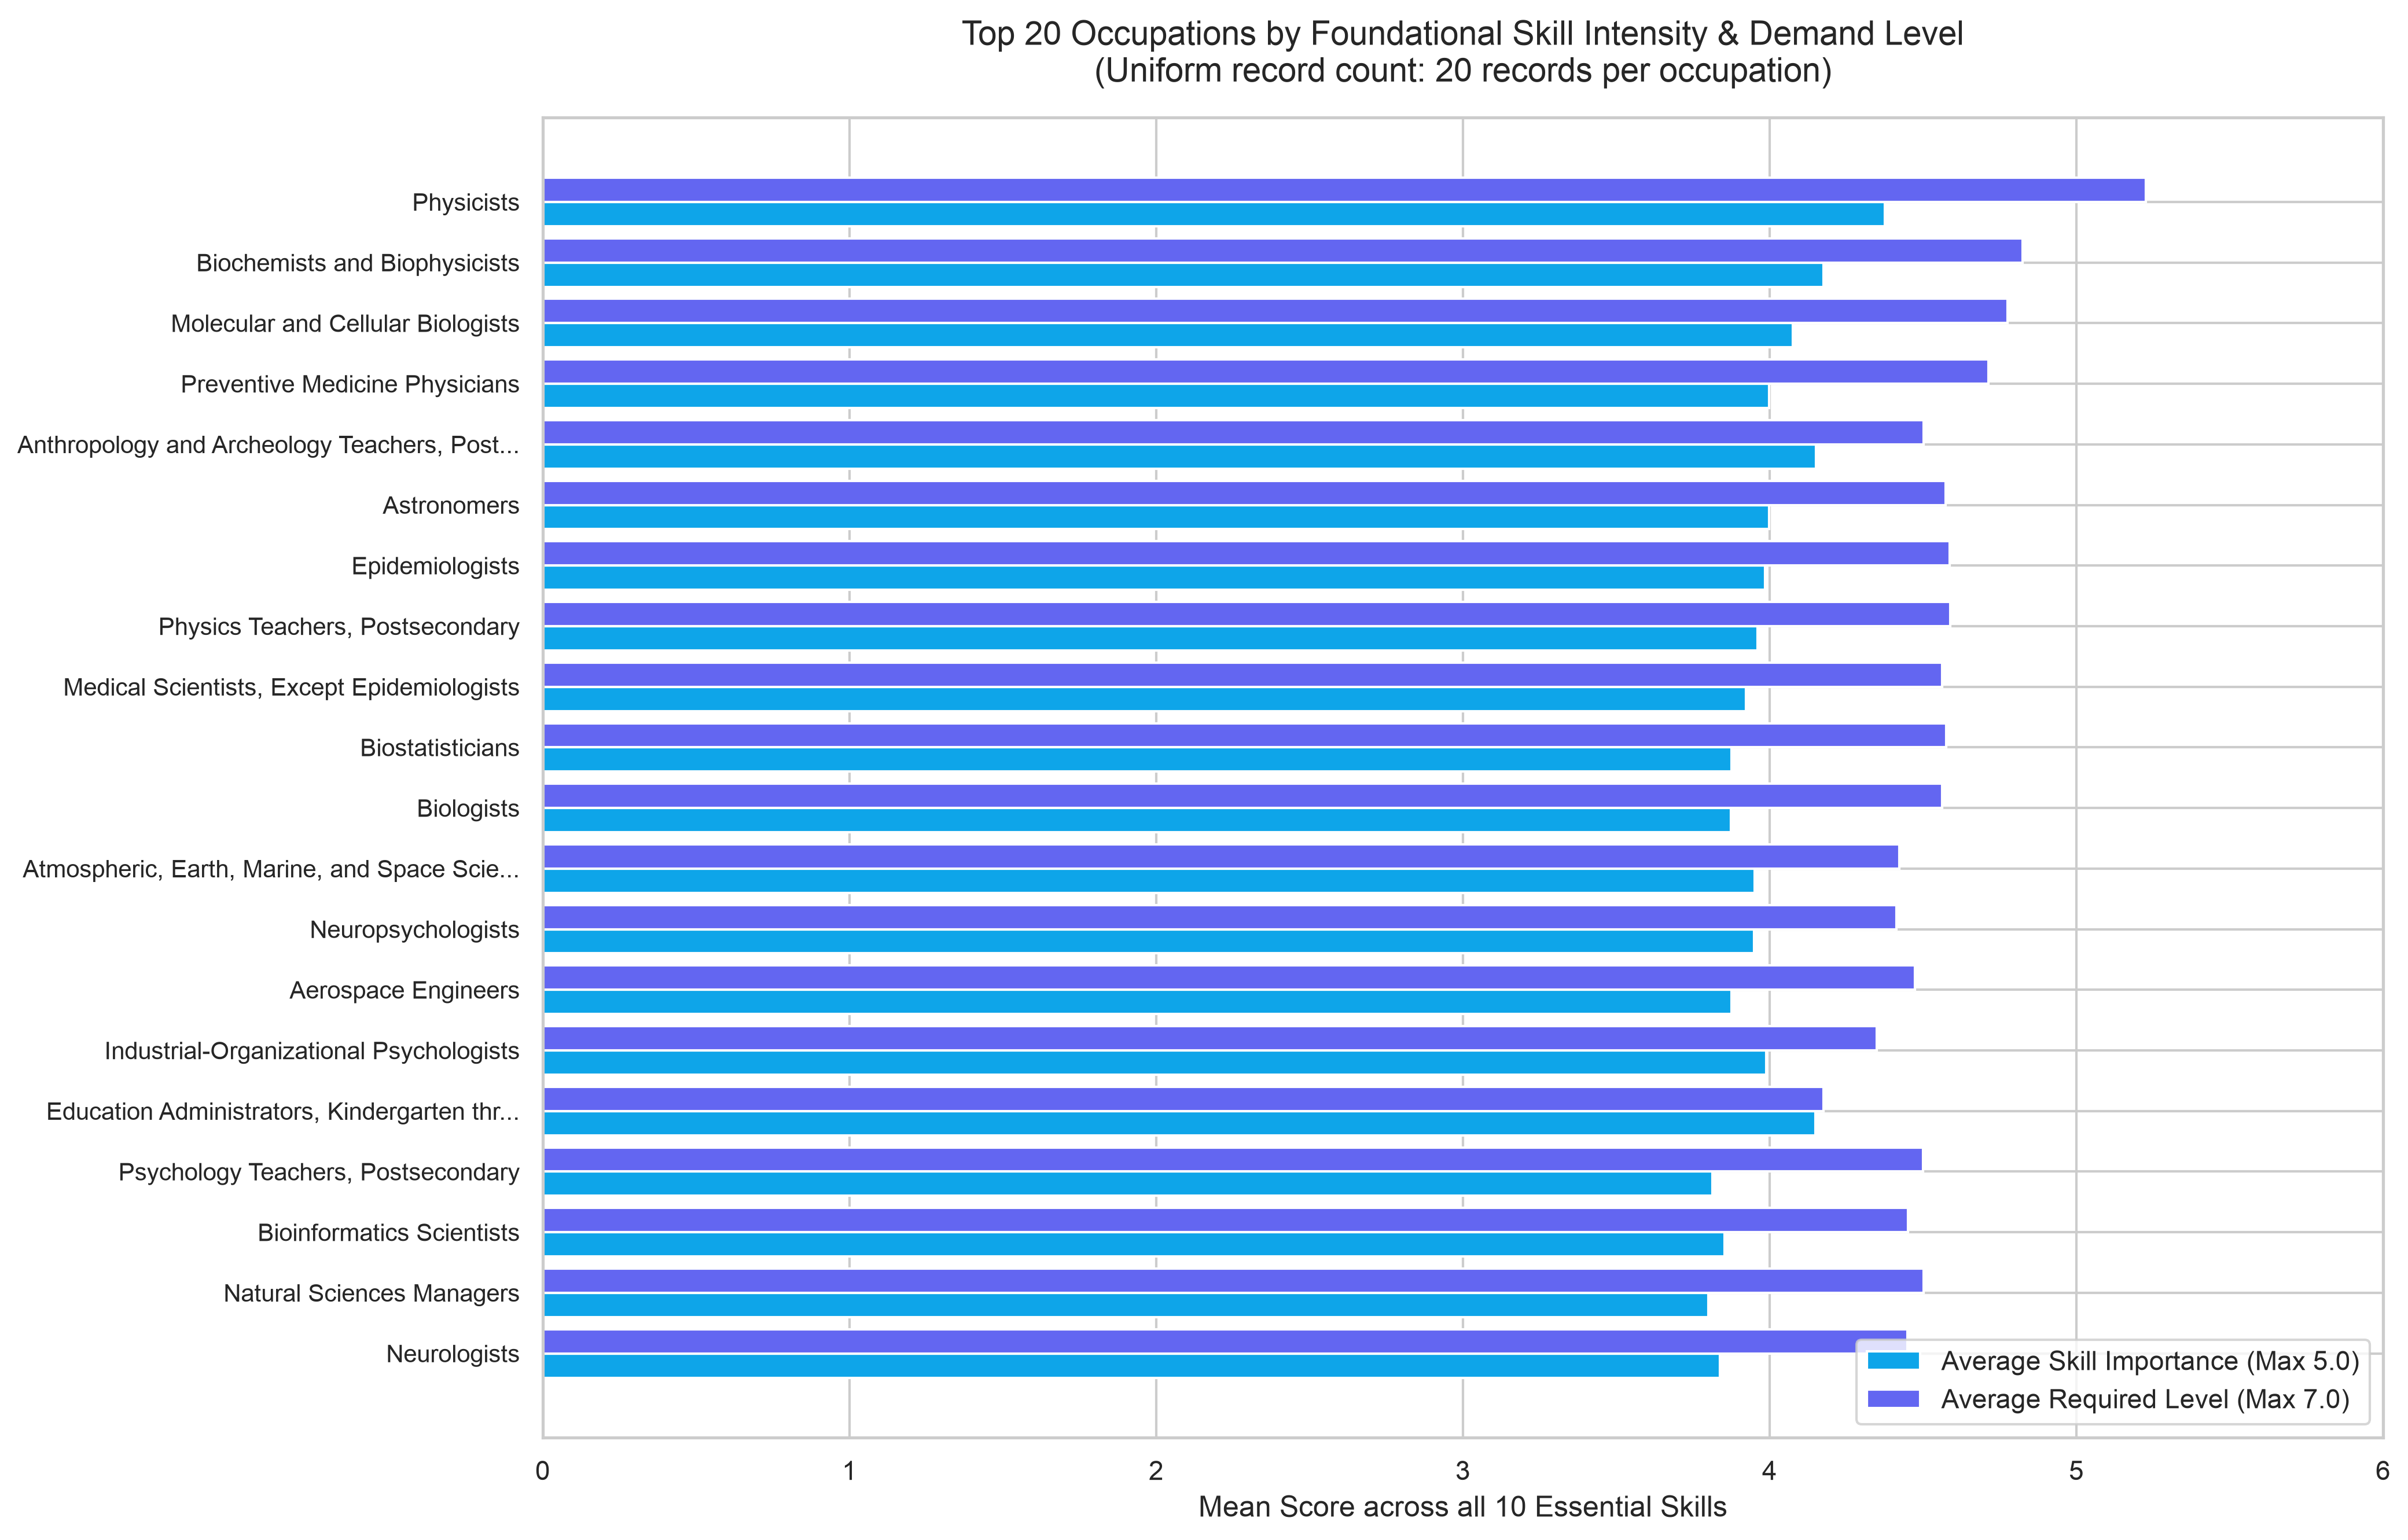 Top 20 Occupations by Foundational Skill Intensity & Demand Level
(Uniform record count: 20 records per occupation)
Physicists
Biochemists and Biophysicists
Molecular and Cellular Biologists
Preventive Medicine Physicians
Anthropology and Archeology Teachers, Post...
Astronomers
Epidemiologists
Physics Teachers, Postsecondary
Medical Scientists, Except Epidemiologists
Biostatisticians
Biologists
Atmospheric, Earth, Marine, and Space Scie...
Neuropsychologists
Aerospace Engineers
Industrial-Organizational Psychologists
Education Administrators, Kindergarten thr...
Psychology Teachers, Postsecondary
Bioinformatics Scientists
Natural Sciences Managers
Neurologists
Average Skill Importance (Max 5.0)
Average Required Level (Max 7.0)
0 1 2 3 4 5 6
Mean Score across all 10 Essential Skills